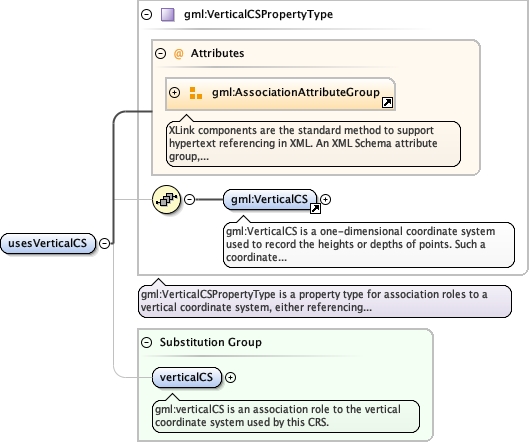 gml:VerticalCSPropertyType
@ Attributes
gml:AssociationAttributeGroup
XLink components are the standard method to support
hypertext referencing in XML. An XML Schema attribute
group,...
gml:VerticalCS
gml:VerticalCS is a one-dimensional coordinate system
used to record the heights or depths of points. Such a
coordinate...
usesVerticalCS
gml:VerticalCSPropertyType is a property type for association roles to a
vertical coordinate system, either referencing...
Substitution Group
verticalCS
gml:verticalCS is an association role to the vertical
coordinate system used by this CRS.